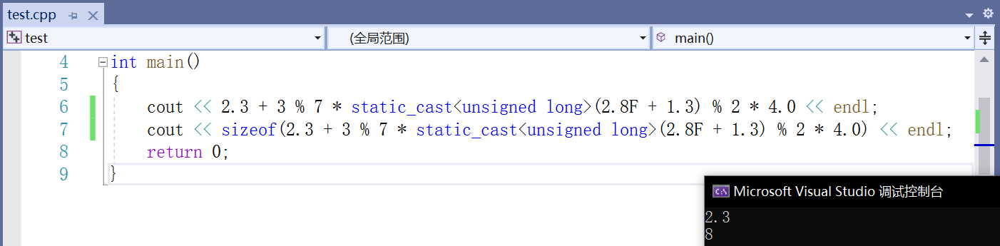 test.cpp
test
(全局范围)
main()
4 int main()
5 {
6 cout << 2.3 + 3 % 7 * static_cast<unsigned long>(2.8F + 1.3) % 2 * 4.0 << endl;
7 cout << sizeof(2.3 + 3 % 7 * static_cast<unsigned long>(2.8F + 1.3) % 2 * 4.0) << endl;
8 return 0;
9 }
C:\ Microsoft Visual Studio 调试控制台
2.3
8